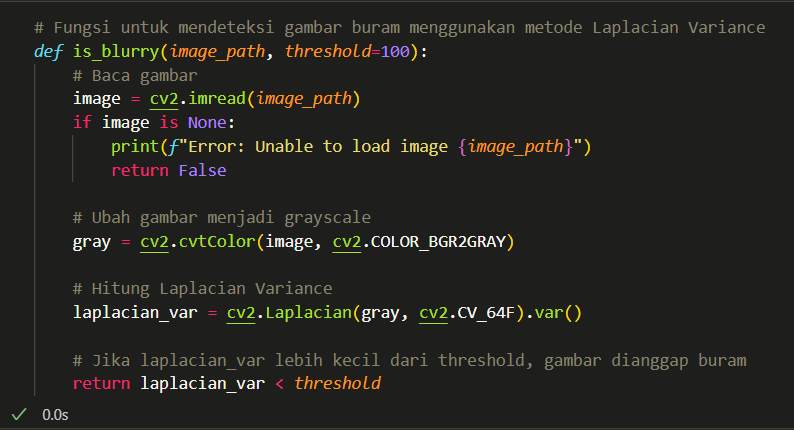 # Fungsi untuk mendeteksi gambar buram menggunakan metode Laplacian Variance
def is_blurry(image_path, threshold=100):
    # Baca gambar
    image = cv2.imread(image_path)
    if image is None:
        print(f"Error: Unable to load image {image_path}")
        return False

    # Ubah gambar menjadi grayscale
    gray = cv2.cvtColor(image, cv2.COLOR_BGR2GRAY)

    # Hitung Laplacian Variance
    laplacian_var = cv2.Laplacian(gray, cv2.CV_64F).var()

    # Jika laplacian_var lebih kecil dari threshold, gambar dianggap buram
    return laplacian_var < threshold
0.0s